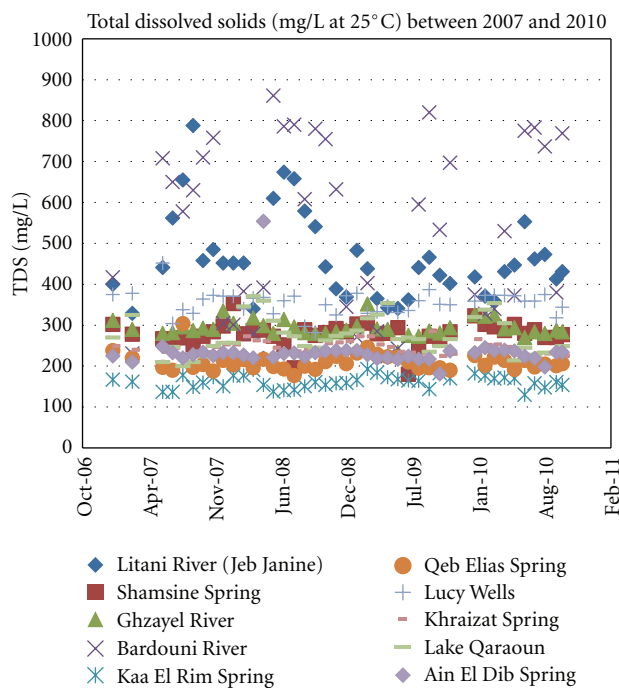 Total dissolved solids (mg/L at 25°C) between 2007 and 2010
1000
900
800
700
600
500
400
300
200
100
0
TDS (mg/L)
Oct-06
Apr-07
Nov-07
Jun-08
Dec-08
Jul-09
Jan-10
Aug-10
Feb-11
Litani River (Jeb Janine)
Shamsine Spring
Ghzayel River
Bardouni River
Kaa El Rim Spring
Qeb Elias Spring
Lucy Wells
Khraizat Spring
Lake Qaraoun
Ain El Dib Spring